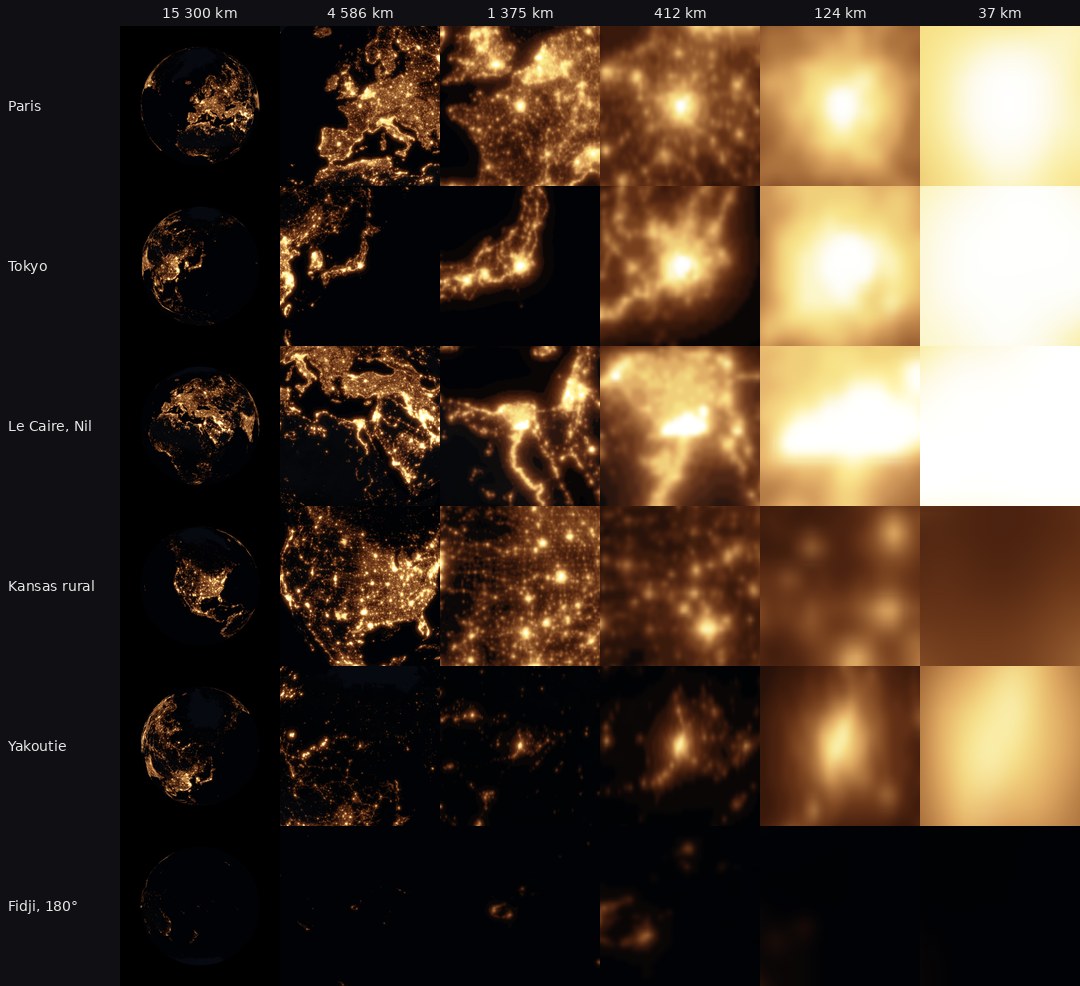 15 300 km 4 586 km 1 375 km 412 km 124 km 37 km
Paris
Tokyo
Le Caire, Nil
Kansas rural
Yakoutie
Fidji, 180°